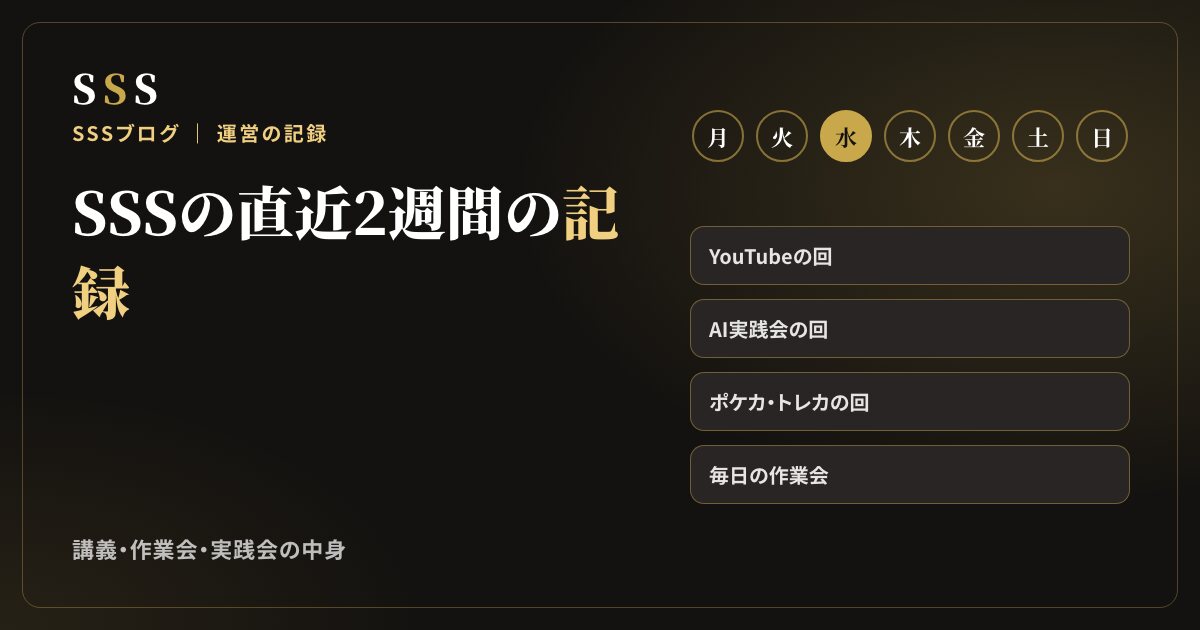 SSS
SSSブログ ｜ 運営の記録
SSSの直近2週間の記
録
講義・作業会・実践会の中身
月 火 水 木 金 土 日
YouTubeの回
AI実践会の回
ポケカ・トレカの回
毎日の作業会